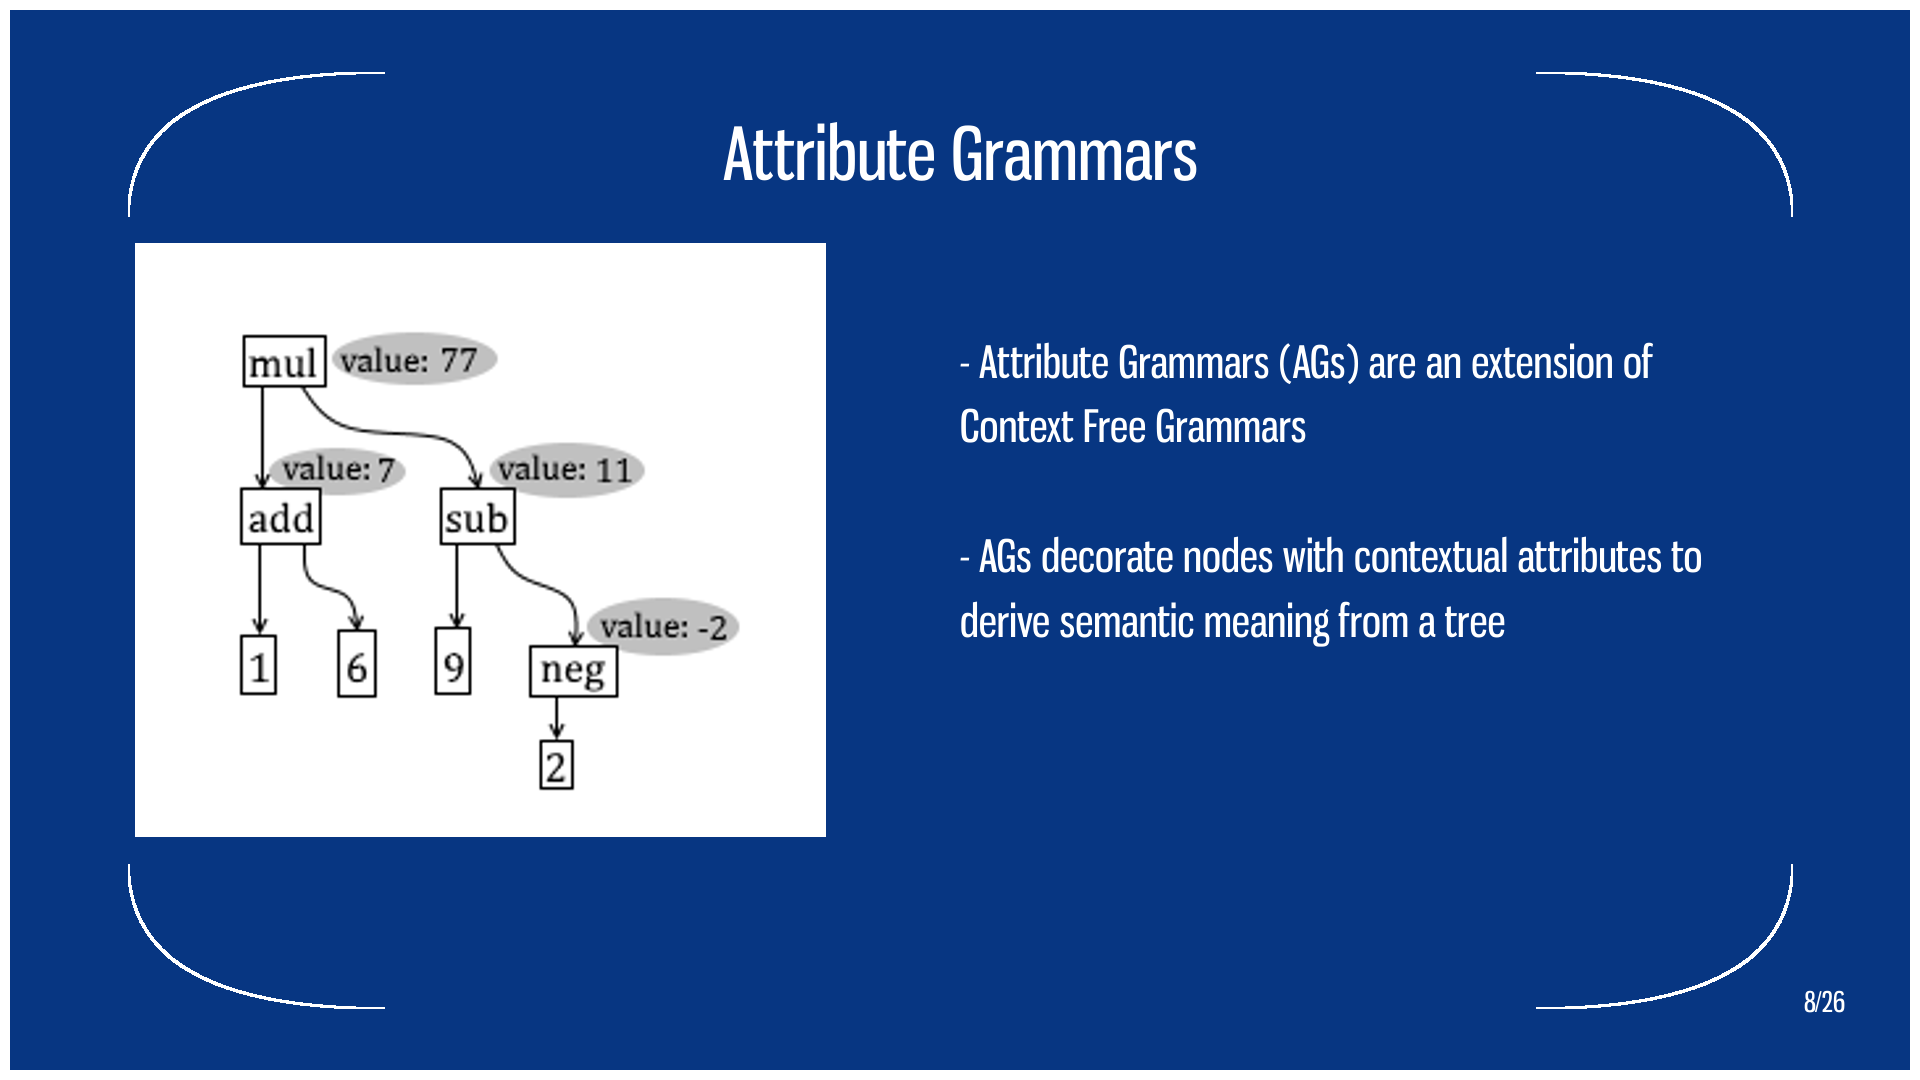 Attribute Grammars
mul value: 77
value: 7 value: 11
add sub
value: -2
1 6 9 neg
2
- Attribute Grammars (AGs) are an extension of
Context Free Grammars
- AGs decorate nodes with contextual attributes to
derive semantic meaning from a tree
8/26